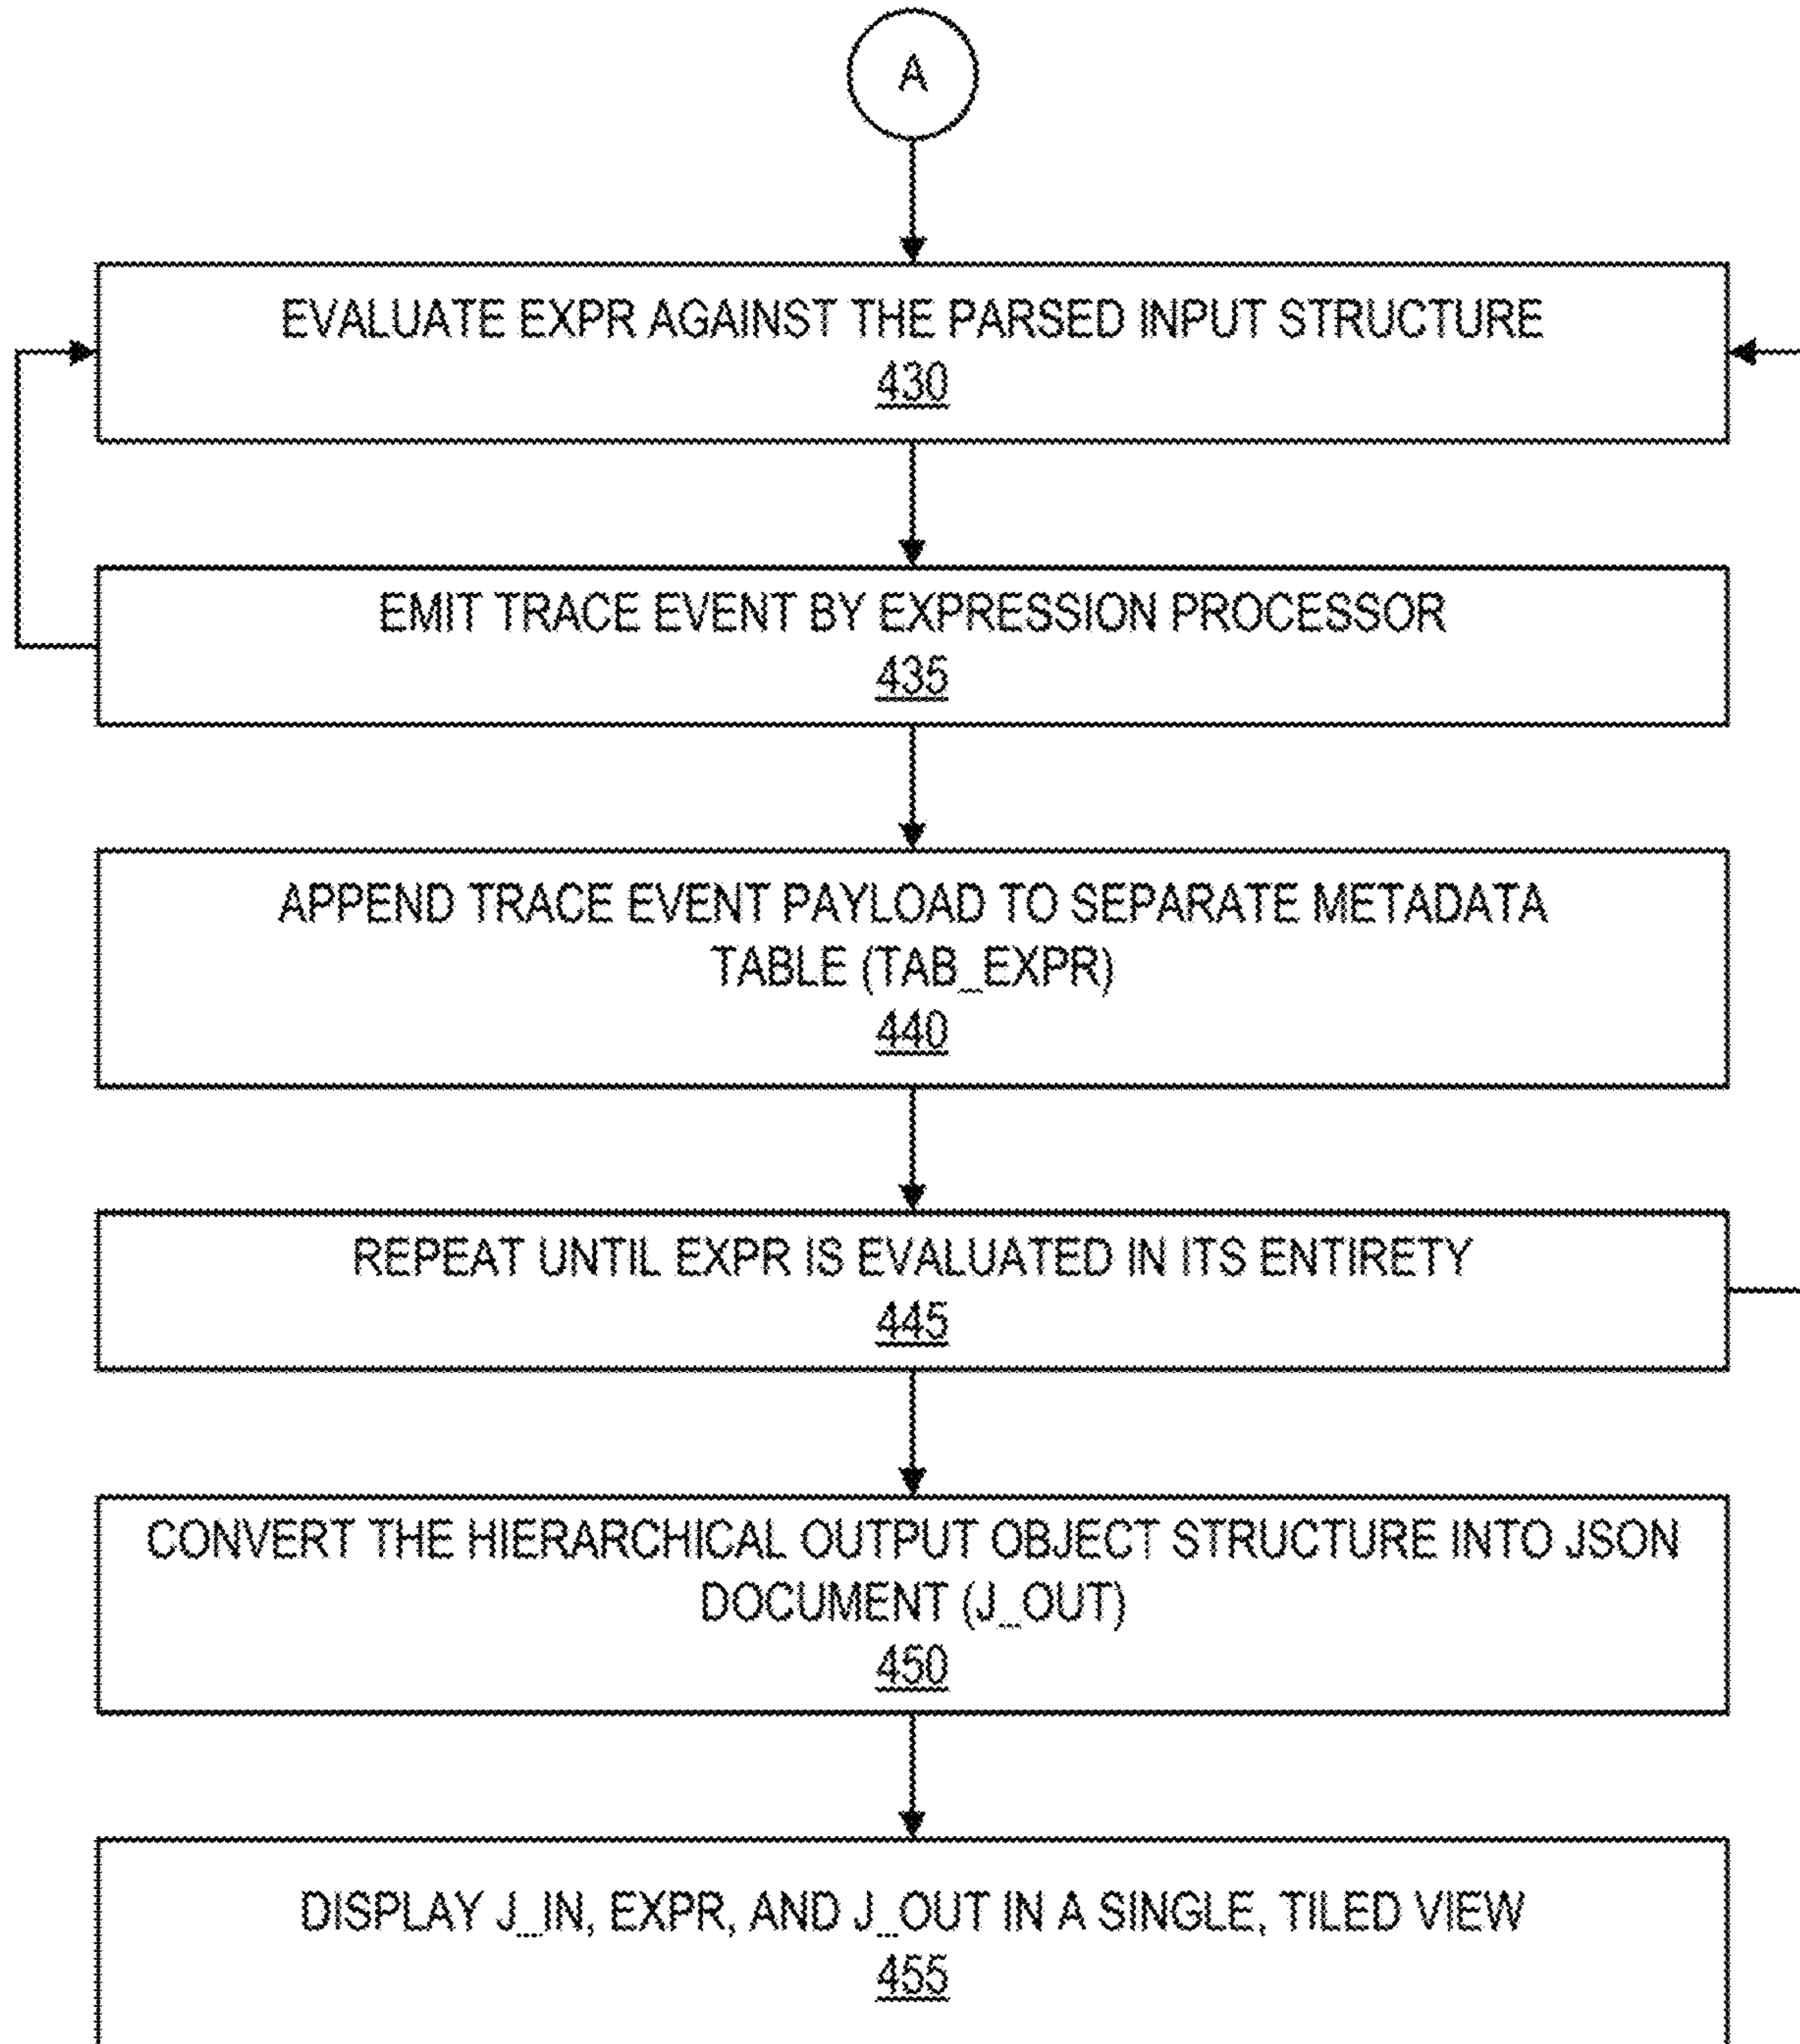 A
EVALUATE EXPR AGAINST THE PARSED INPUT STRUCTURE
430
EMIT TRACE EVENT BY EXPRESSION PROCESSOR
435
APPEND TRACE EVENT PAYLOAD TO SEPARATE METADATA
TABLE (TAB_EXPR)
440
REPEAT UNTIL EXPR IS EVALUATED IN ITS ENTIRETY
445
CONVERT THE HIERARCHICAL OUTPUT OBJECT STRUCTURE INTO JSON
DOCUMENT (J_OUT)
450
DISPLAY J_IN, EXPR, AND J_OUT IN A SINGLE, TILED VIEW
455